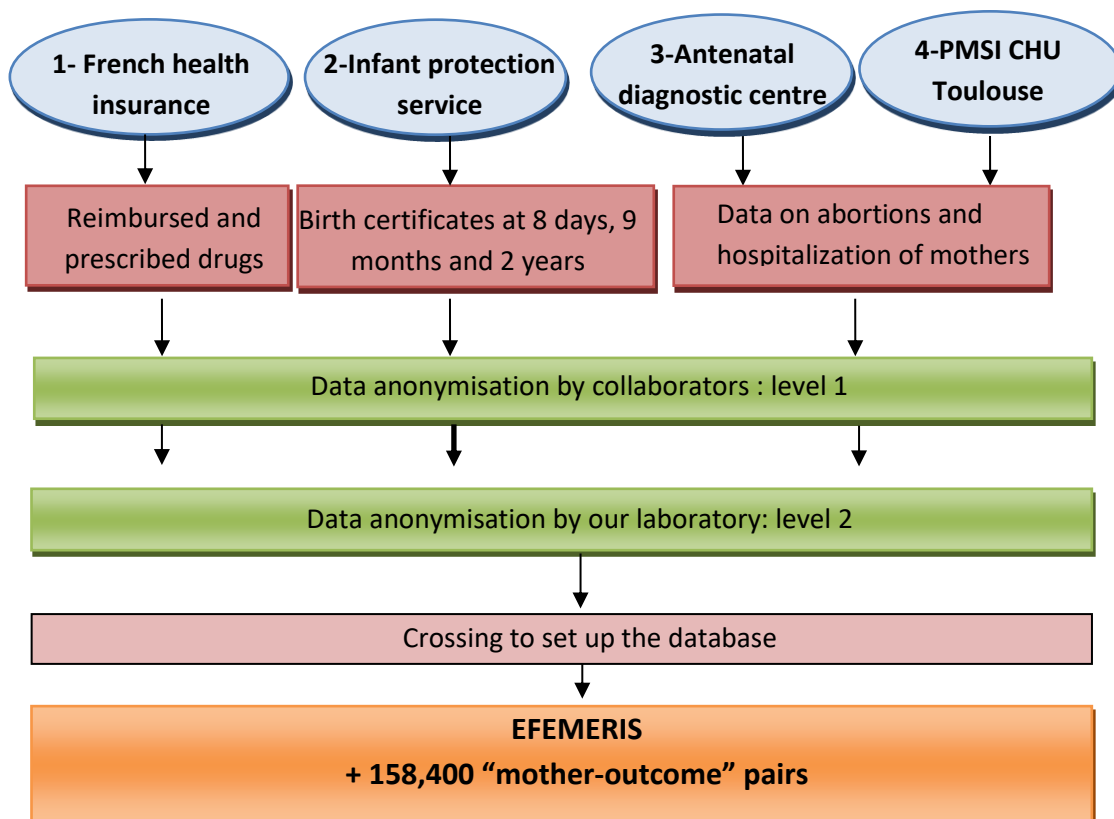 1- French health
insurance
2-Infant protection
service
3-Antenatal
diagnostic centre
4-PMSI CHU
Toulouse
Reimbursed and
prescribed drugs
Birth certificates at 8 days, 9
months and 2 years
Data on abortions and
hospitalization of mothers
Data anonymisation by collaborators : level 1
Data anonymisation by our laboratory: level 2
Crossing to set up the database
EFEMERIS
+ 158,400 “mother-outcome” pairs